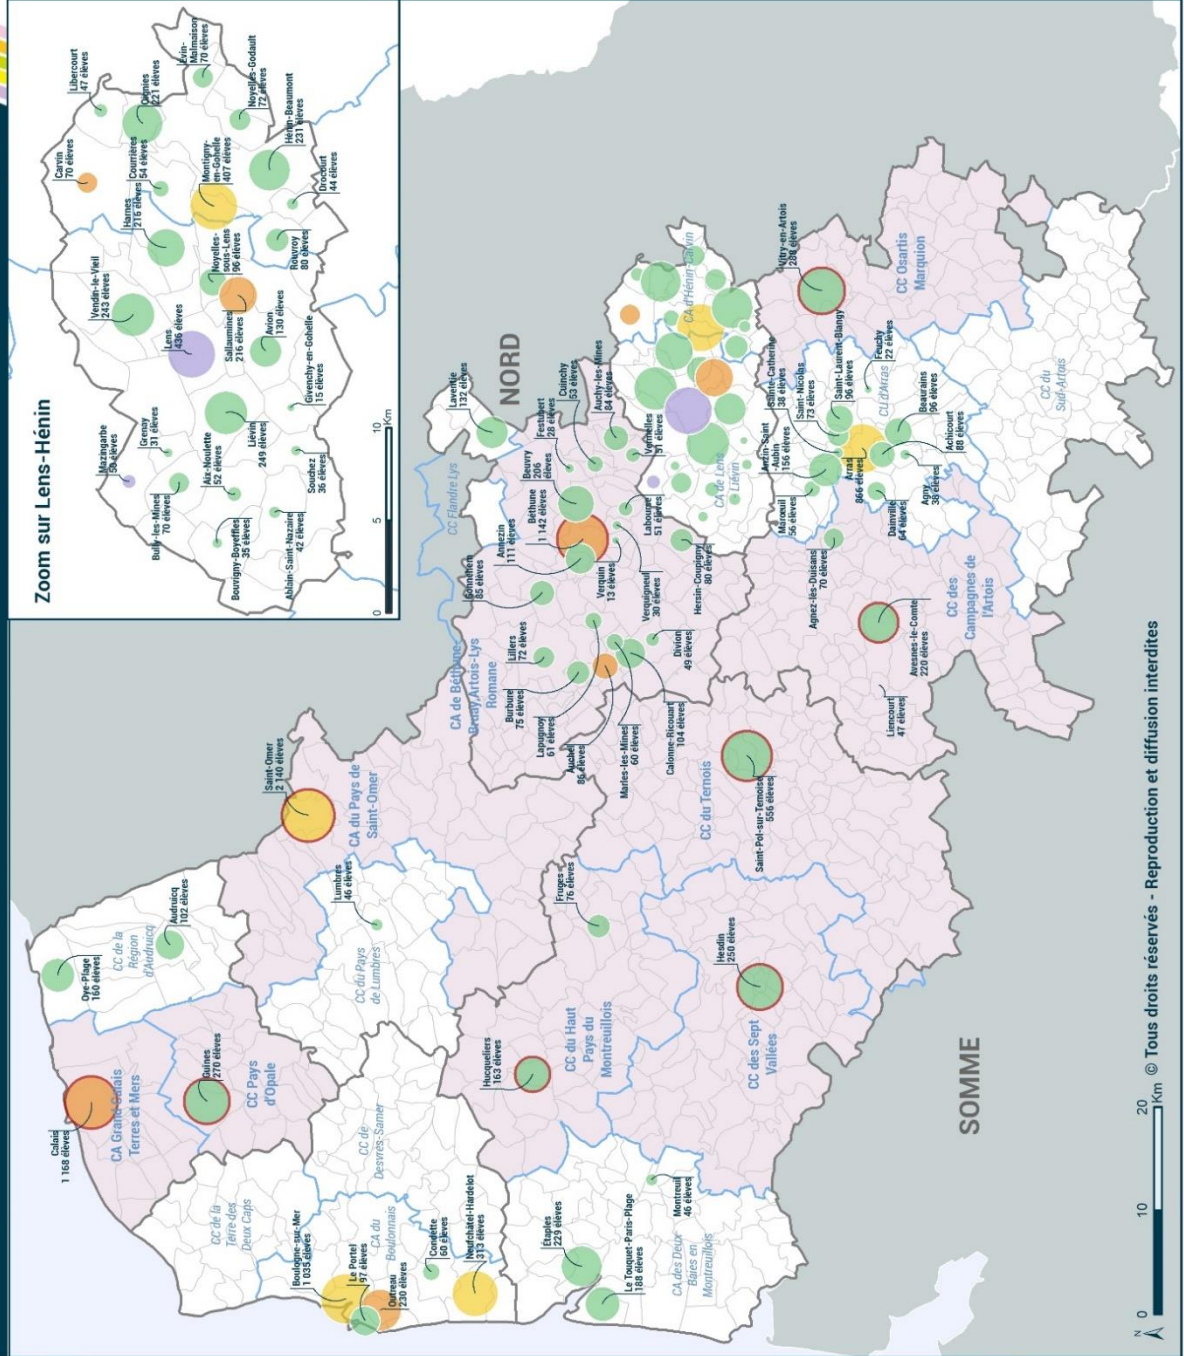 Zoom sur Lens-Hénin
Libercourt
47 élèves
Evin-
Malmaison
70 élèves
Carvin
70 élèves
Oignies
221 élèves
Noyelles-Godault
72 élèves
Courrières
54 élèves
Hénin-Beaumont
231 élèves
Harnes
216 élèves
Montigny-
en-Gohelle
407 élèves
Drocourt
44 élèves
Vendin-le-Vieil
243 élèves
Noyelles-
sous-Lens
96 élèves
Rouvroy
80 élèves
Lens
436 élèves
Sallaumines
216 élèves
Avion
130 élèves
Mazingarbe
Grenay
31 élèves
Liévin
249 élèves
Givenchy-en-Gohelle
15 élèves
Bully-les-Mines
70 élèves
Aix-Noulette
52 élèves
Souchez
36 élèves
Bouvigny-Boyeffles
35 élèves
Ablain-Saint-Nazaire
42 élèves
0
5
10
Km
NORD
SOMME
Calais
1 168 élèves
CA Grand Calais
Terres et Mers
Oye-Plage
160 élèves
CC de la
Région
d'Audruicq
Audruicq
102 élèves
Guines
270 élèves
CC Pays
d'Opale
Saint-Omer
2 140 élèves
CA du Pays de
Saint-Omer
Lumbres
46 élèves
CC du Pays
de Lumbres
CC de la
Terre des
Deux Caps
CC de
Desvres-Samer
Boulogne-sur-Mer
1 035 élèves
Le Portel
97 élèves
CA du
Boulonnais
Outreau
230 élèves
Condette
60 élèves
Neufchâtel-Hardelot
313 élèves
Étaples
229 élèves
Le Touquet-Paris-Plage
188 élèves
Montreuil
46 élèves
CA des Deux
Baies en
Montreuillois
Hucqueliers
163 élèves
CC du Haut
Pays du
Montreuillois
Fruges
76 élèves
Hesdin
250 élèves
CC des Sept
Vallées
CC du Ternois
Saint-Pol-sur-Ternoise
556 élèves
CC Flandre Lys
Laventie
132 élèves
CA de Béthune-
Bruay,Artois-Lys
Romane
Gonnehem
85 élèves
Lillers
72 élèves
Burbure
75 élèves
Lapugnoy
61 élèves
Auchel
86 élèves
Marles-les-Mines
60 élèves
Calonne-Ricouart
104 élèves
Divion
49 élèves
Annezin
111 élèves
Béthune
1 142 élèves
Beuvry
206
élèves
Festubert
28 élèves
Cuinchy
53 élèves
Auchy-les-Mines
84 élèves
Vermelles
51 élèves
Labourse
51 élèves
Verquin
13 élèves
Verquigneul
30 élèves
Hersin-Coupigny
80 élèves
CA d'Hénin-Carvin
CA de Lens
Liévin
Vitry-en-Artois
CC Osartis
Marquion
Sainte-Catherine
38 élèves
Saint-Nicolas
73 élèves
Saint-Laurent-Blangy
96 élèves
Feuchy
22 élèves
CU d'Arras
Anzin-Saint
-Aubin
156 élèves
Maroeuil
56 élèves
Arras
866 élèves
Beaurains
96 élèves
Achicourt
88 élèves
Agny
38 élèves
Dainville
64 élèves
CC du
Sud-Artois
Agnez-lès-Duisans
70 élèves
CC des
Campagnes de
l'Artois
Avesnes-le-Comte
220 élèves
Liencourt
47 élèves
N
0
10
20
Km
© Tous droits réservés - Reproduction et diffusion interdites